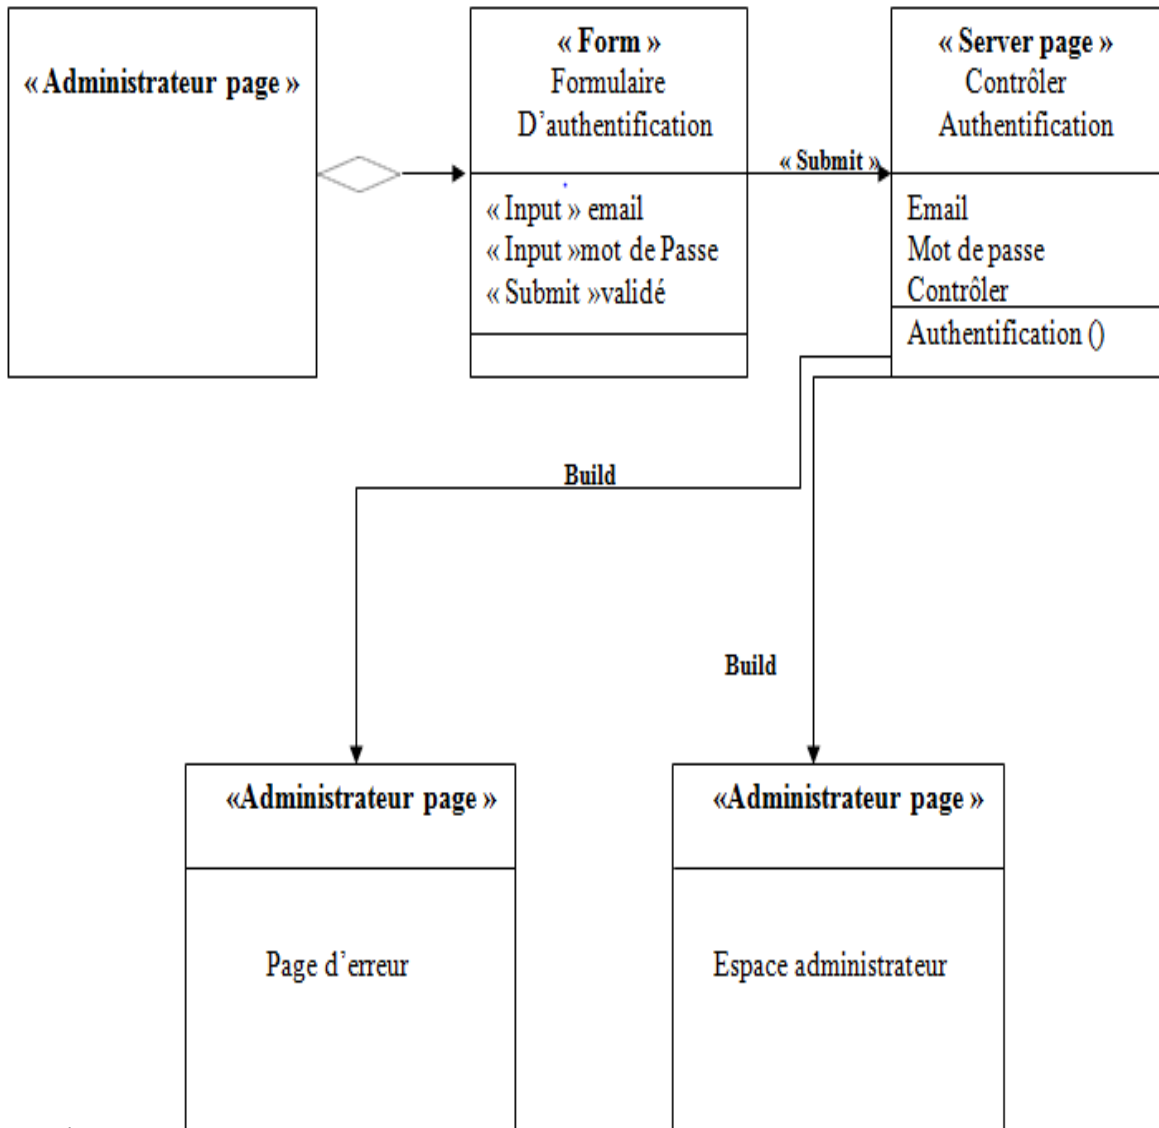 « Administrateur page »
« Form »
Formulaire
D’authentification
« Input » email
« Input »mot de Passe
« Submit »validé
« Submit »
« Server page »
Contrôler
Authentification
Email
Mot de passe
Contrôler
Authentification ()
Build
Build
«Administrateur page »
Page d’erreur
«Administrateur page »
Espace administrateur